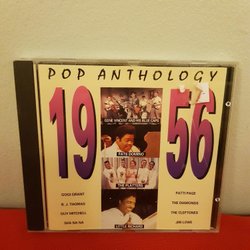 POP ANTHOLOGY
19 56
GENE VINCENT AND HIS BLUE CAPS
FATS DOMINO
THE PLATTERS
LITTLE RICHARD
GOGI GRANT
B. J. THOMAS
GUY MITCHELL
SHA NA NA
PATTI PAGE
THE DIAMONDS
THE CLEFTONES
JIM LOWE